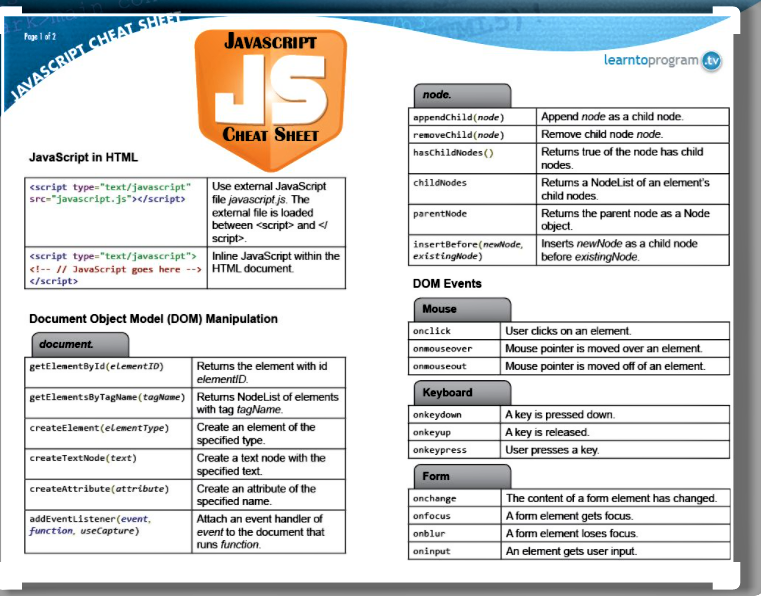 Page 1 of 2
JAVASCRIPT CHEAT SHEET
JAVASCRIPT
JS
CHEAT SHEET
learntoprogram.tv
JavaScript in HTML
<script type="text/javascript"
src="javascript.js"></script>
Use external JavaScript
file javascript.js. The
external file is loaded
between <script> and </
script>.
<script type="text/javascript">
<!-- // JavaScript goes here -->
</script>
Inline JavaScript within the
HTML document.
Document Object Model (DOM) Manipulation
document.
getElementById(elementID)
Returns the element with id
elementID.
getElementsByTagName(tagName)
Returns NodeList of elements
with tag tagName.
createElement(elementType)
Create an element of the
specified type.
createTextNode(text)
Create a text node with the
specified text.
createAttribute(attribute)
Create an attribute of the
specified name.
addEventListener(event,
function, useCapture)
Attach an event handler of
event to the document that
runs function.
node.
appendChild(node)
Append node as a child node.
removeChild(node)
Remove child node node.
hasChildNodes()
Returns true of the node has child
nodes.
childNodes
Returns a NodeList of an element's
child nodes.
parentNode
Returns the parent node as a Node
object.
insertBefore(newNode,
existingNode)
Inserts newNode as a child node
before existingNode.
DOM Events
Mouse
onclick
User clicks on an element.
onmouseover
Mouse pointer is moved over an element.
onmouseout
Mouse pointer is moved off of an element.
Keyboard
onkeydown
A key is pressed down.
onkeyup
A key is released.
onkeypress
User presses a key.
Form
onchange
The content of a form element has changed.
onfocus
A form element gets focus.
onblur
A form element loses focus.
oninput
An element gets user input.